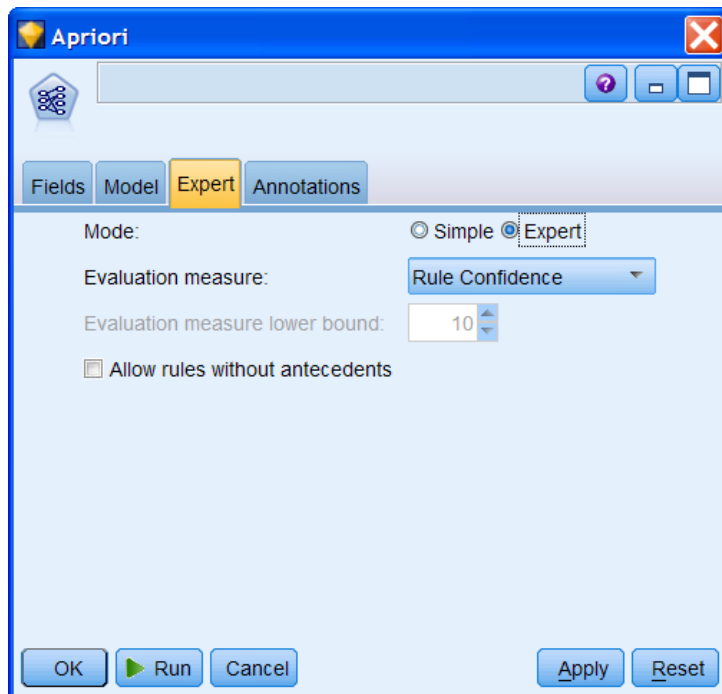 Apriori
?
Fields Model Expert Annotations
Mode: Simple Expert
Evaluation measure: Rule Confidence
Evaluation measure lower bound: 10
Allow rules without antecedents
OK Run Cancel Apply Reset